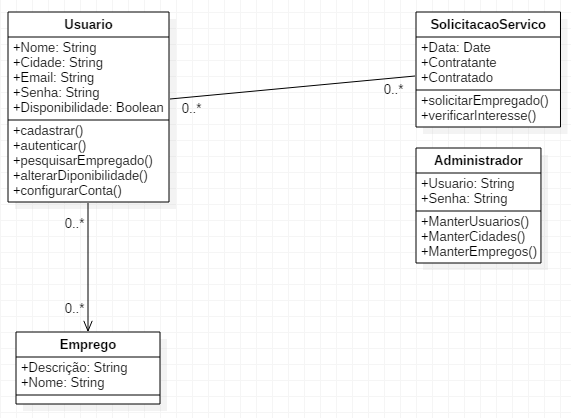 Usuario
+Nome: String
+Cidade: String
+Email: String
+Senha: String
+Disponibilidade: Boolean
+cadastrar()
+autenticar()
+pesquisarEmpregado()
+alterarDiponibilidade()
+configurarConta()
0..*
0..*
SolicitacaoServico
+Data: Date
+Contratante
+Contratado
+solicitarEmpregado()
+verificarInteresse()
Administrador
+Usuario: String
+Senha: String
+ManterUsuarios()
+ManterCidades()
+ManterEmpregos()
0..*
0..*
Emprego
+Descrição: String
+Nome: String